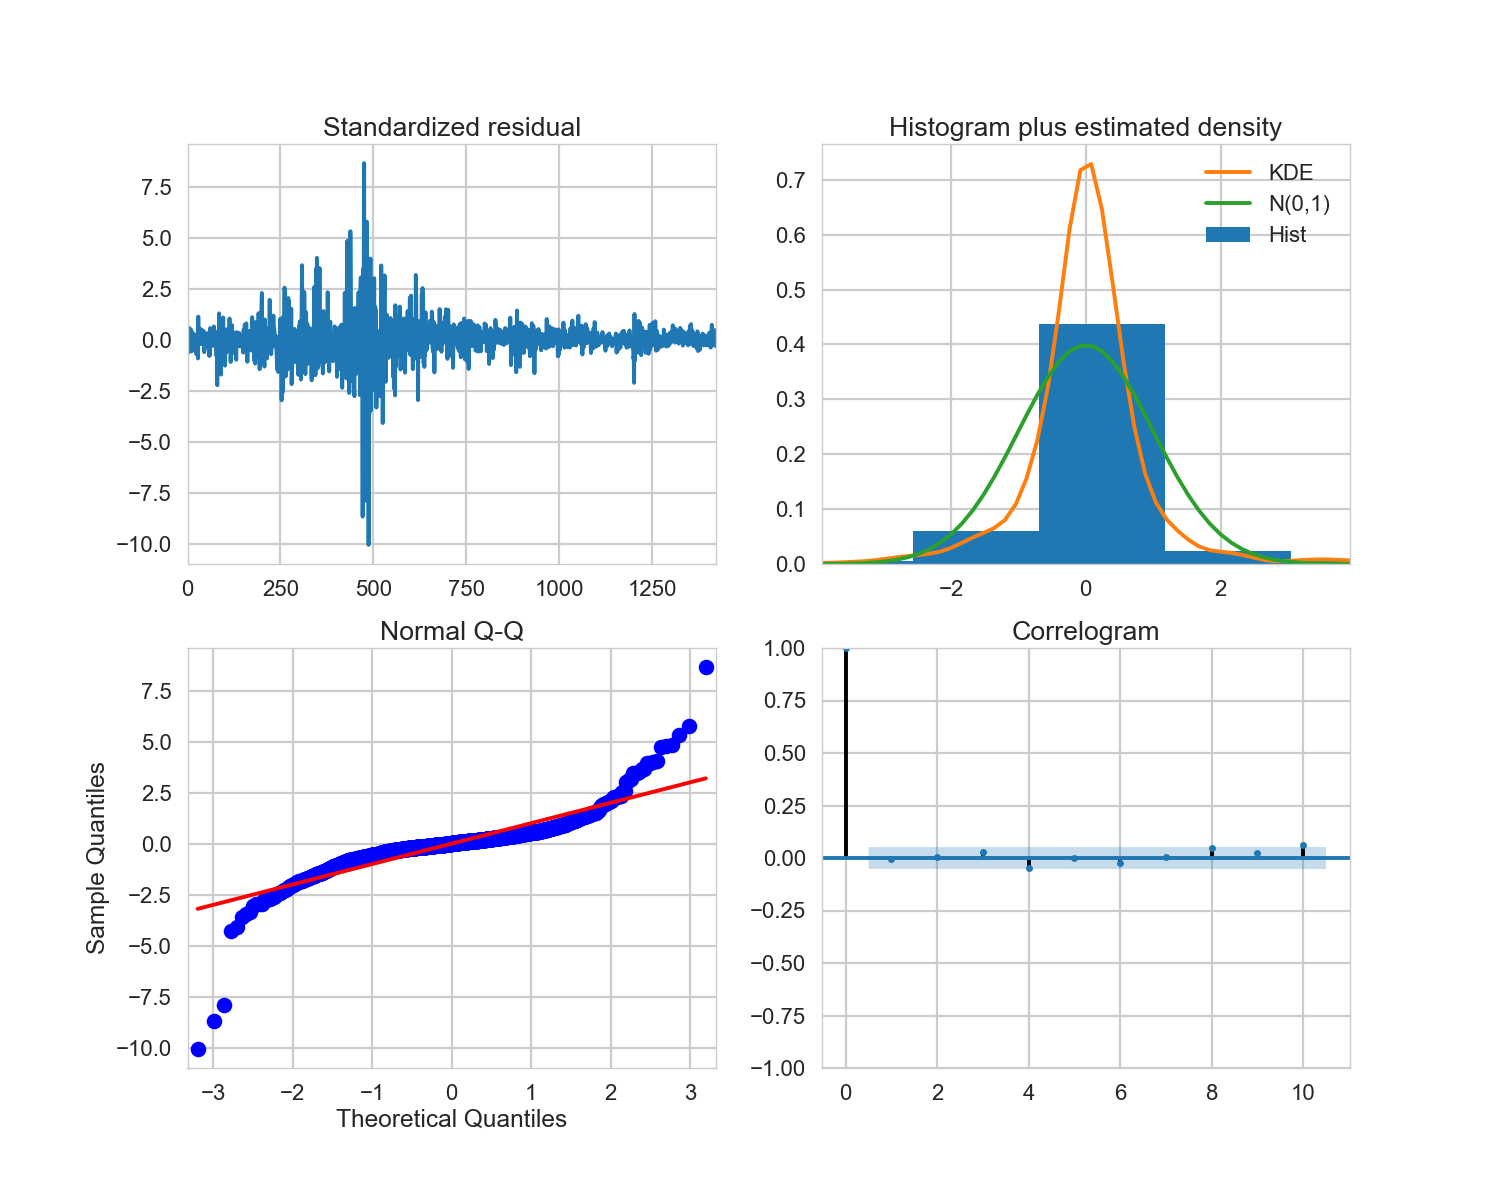 Standardized residual
7.5
5.0
2.5
0.0
−2.5
−5.0
−7.5
−10.0
0 250 500 750 1000 1250
Histogram plus estimated density
KDE
N(0,1)
Hist
0.7
0.6
0.5
0.4
0.3
0.2
0.1
0.0
−2 0 2
Normal Q-Q
Sample Quantiles
7.5
5.0
2.5
0.0
−2.5
−5.0
−7.5
−10.0
−3 −2 −1 0 1 2 3
Theoretical Quantiles
Correlogram
1.00
0.75
0.50
0.25
0.00
−0.25
−0.50
−0.75
−1.00
0 2 4 6 8 10